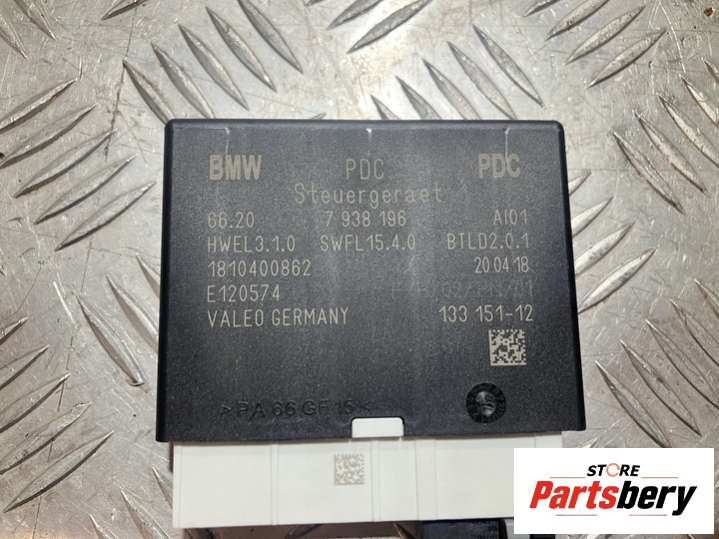 BMW PDC PDC
Steuergeraet
66.20 7 938 196 AI01
HWEL3.1.0 SWFL15.4.0 BTLD2.0.1
1810400862 20.04.18
E120574
VALEO GERMANY 133 151-12
>PA 66 GF15<
STORE
Partsbery